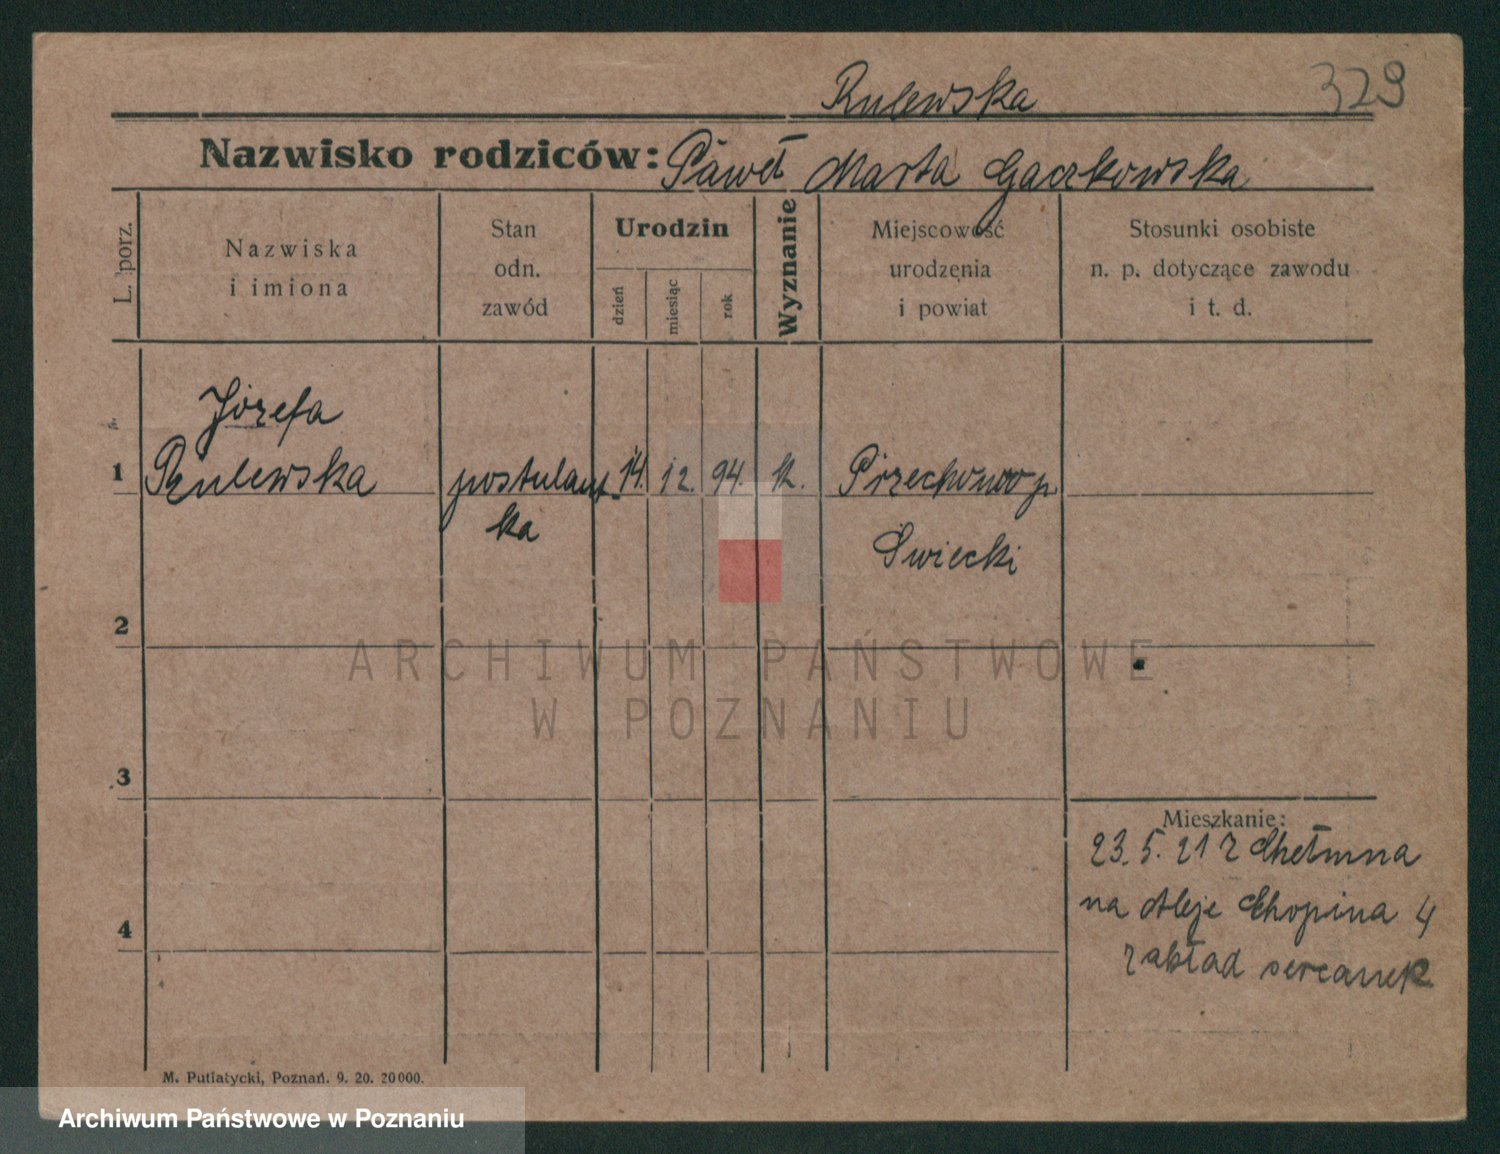 Rulewska 329
Nazwisko rodziców: Paweł Marta Gaczkowska
L. porz.
Nazwiska
i imiona
Stan
odn.
zawód
Urodzin
dzień
miesiąc
rok
Wyznanie
Miejscowość
urodzenia
i powiat
Stosunki osobiste
n. p. dotyczące zawodu
i t. d.
Józefa
1 Rulewska postulant- 14. 12. 94. k. Przechowo p
ka Swiecki
2
3
4
Mieszkanie:
23. 5. 21 z Chełmna
na Aleje Chopina 4
zakład sercanek
M. Putiatycki, Poznań. 9. 20. 20000.
ARCHIWUM PAŃSTWOWE
W POZNANIU
Archiwum Państwowe w Poznaniu